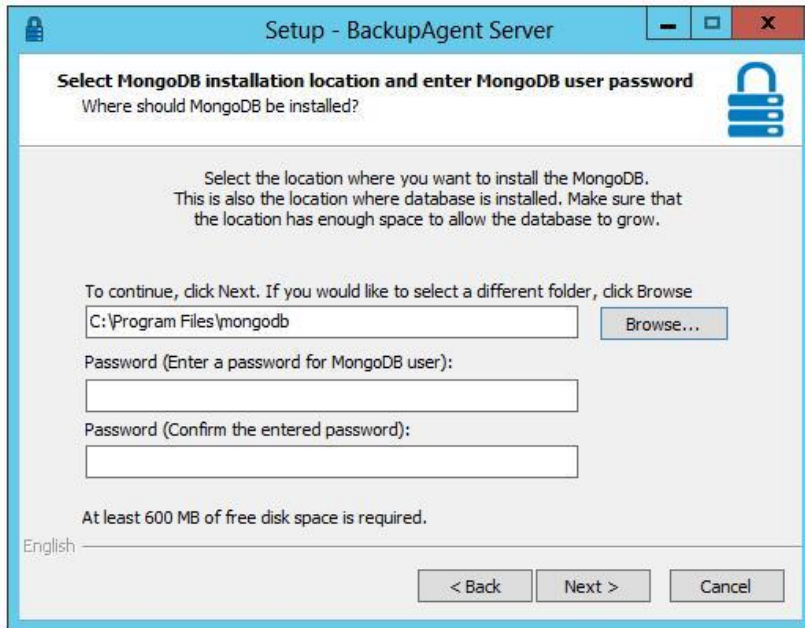 Setup - BackupAgent Server
Select MongoDB installation location and enter MongoDB user password
Where should MongoDB be installed?
Select the location where you want to install the MongoDB.
This is also the location where database is installed. Make sure that
the location has enough space to allow the database to grow.
To continue, click Next. If you would like to select a different folder, click Browse
C:\Program Files\mongodb
Browse...
Password (Enter a password for MongoDB user):
Password (Confirm the entered password):
At least 600 MB of free disk space is required.
English
< Back
Next >
Cancel